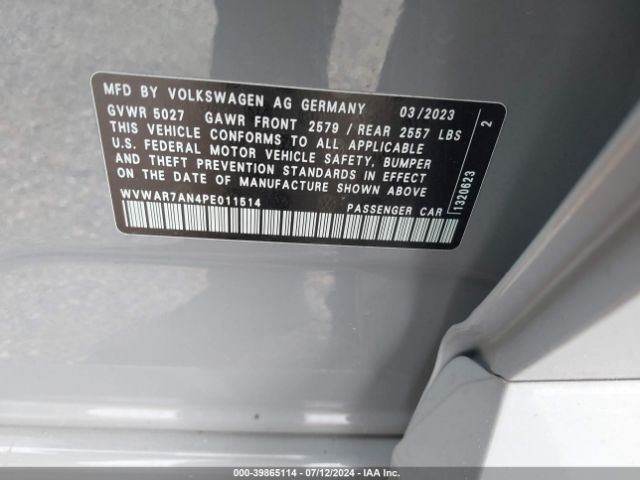 MFD BY VOLKSWAGEN AG GERMANY 03/2023
GVWR 5027 GAWR FRONT 2579 / REAR 2557 LBS
THIS VEHICLE CONFORMS TO ALL APPLICABLE
U.S. FEDERAL MOTOR VEHICLE SAFETY, BUMPER
AND THEFT PREVENTION STANDARDS IN EFFECT
ON THE DATE OF MANUFACTURE SHOWN ABOVE.
WVWAR7AN4PE011514 PASSENGER CAR
2
1320623
000-39865114 - 07/12/2024 - IAA Inc.